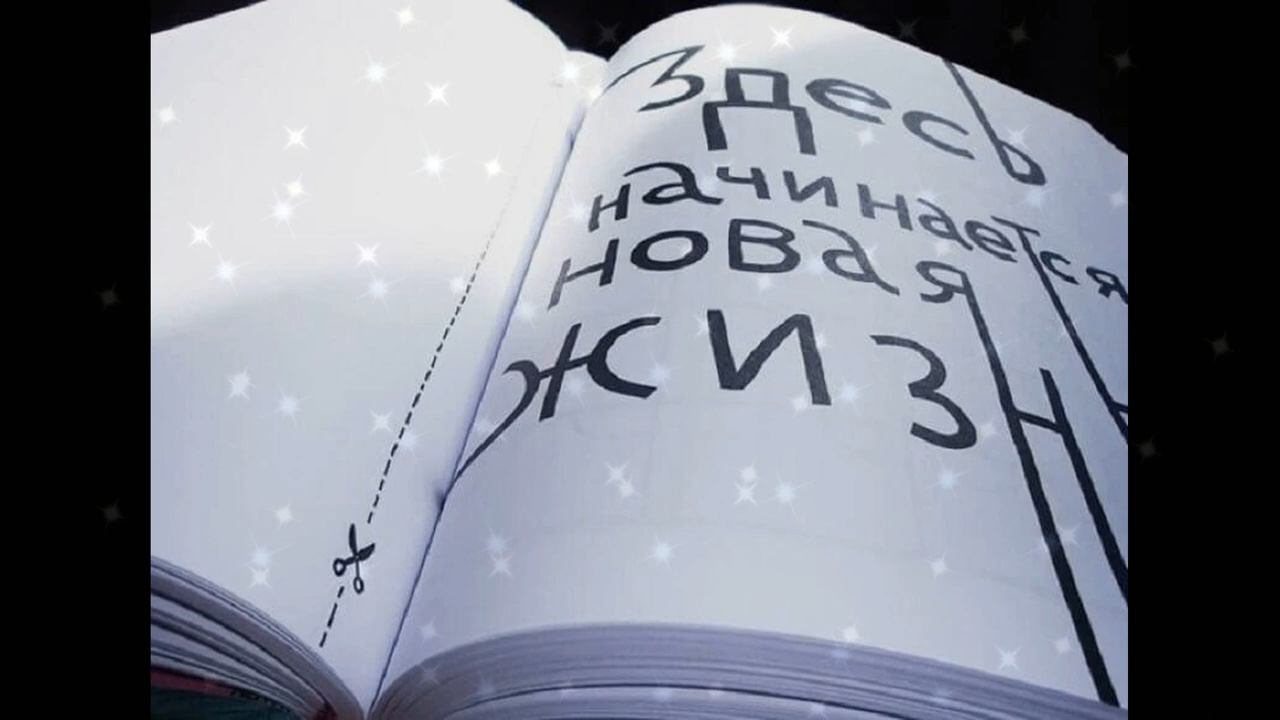 Здесь
начинается
новая
жизнь